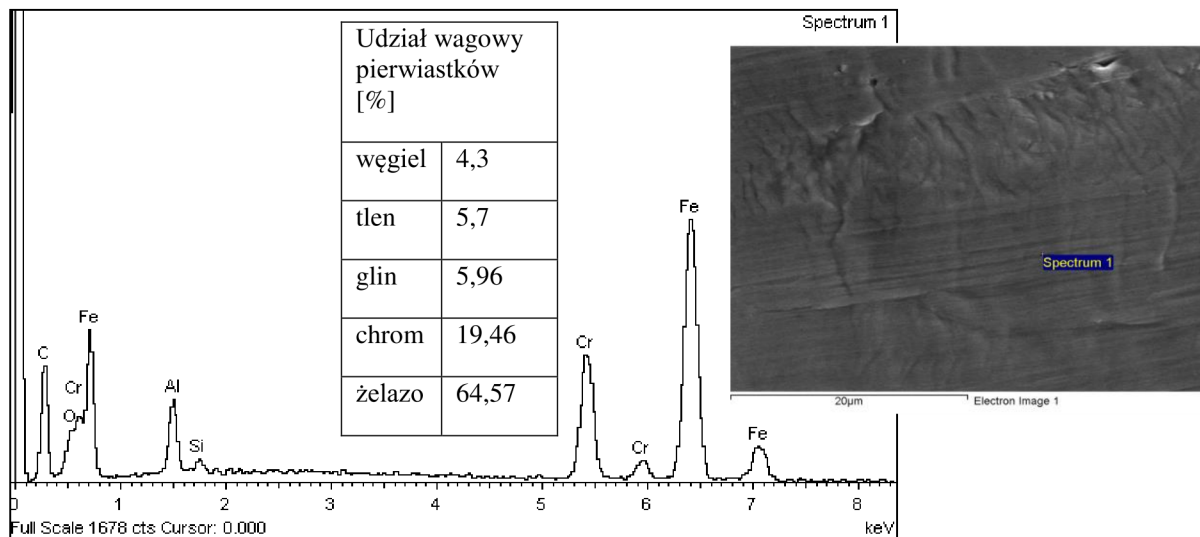 Spectrum 1
Udział wagowy
pierwiastków
[%]
węgiel 4,3
tlen 5,7
glin 5,96
chrom 19,46
żelazo 64,57
C
O
Cr
Fe
Al
Si
Cr
Cr
Fe
Fe
0 1 2 3 4 5 6 7 8
Full Scale 1678 cts Cursor: 0.000 keV
Spectrum 1
20µm Electron Image 1